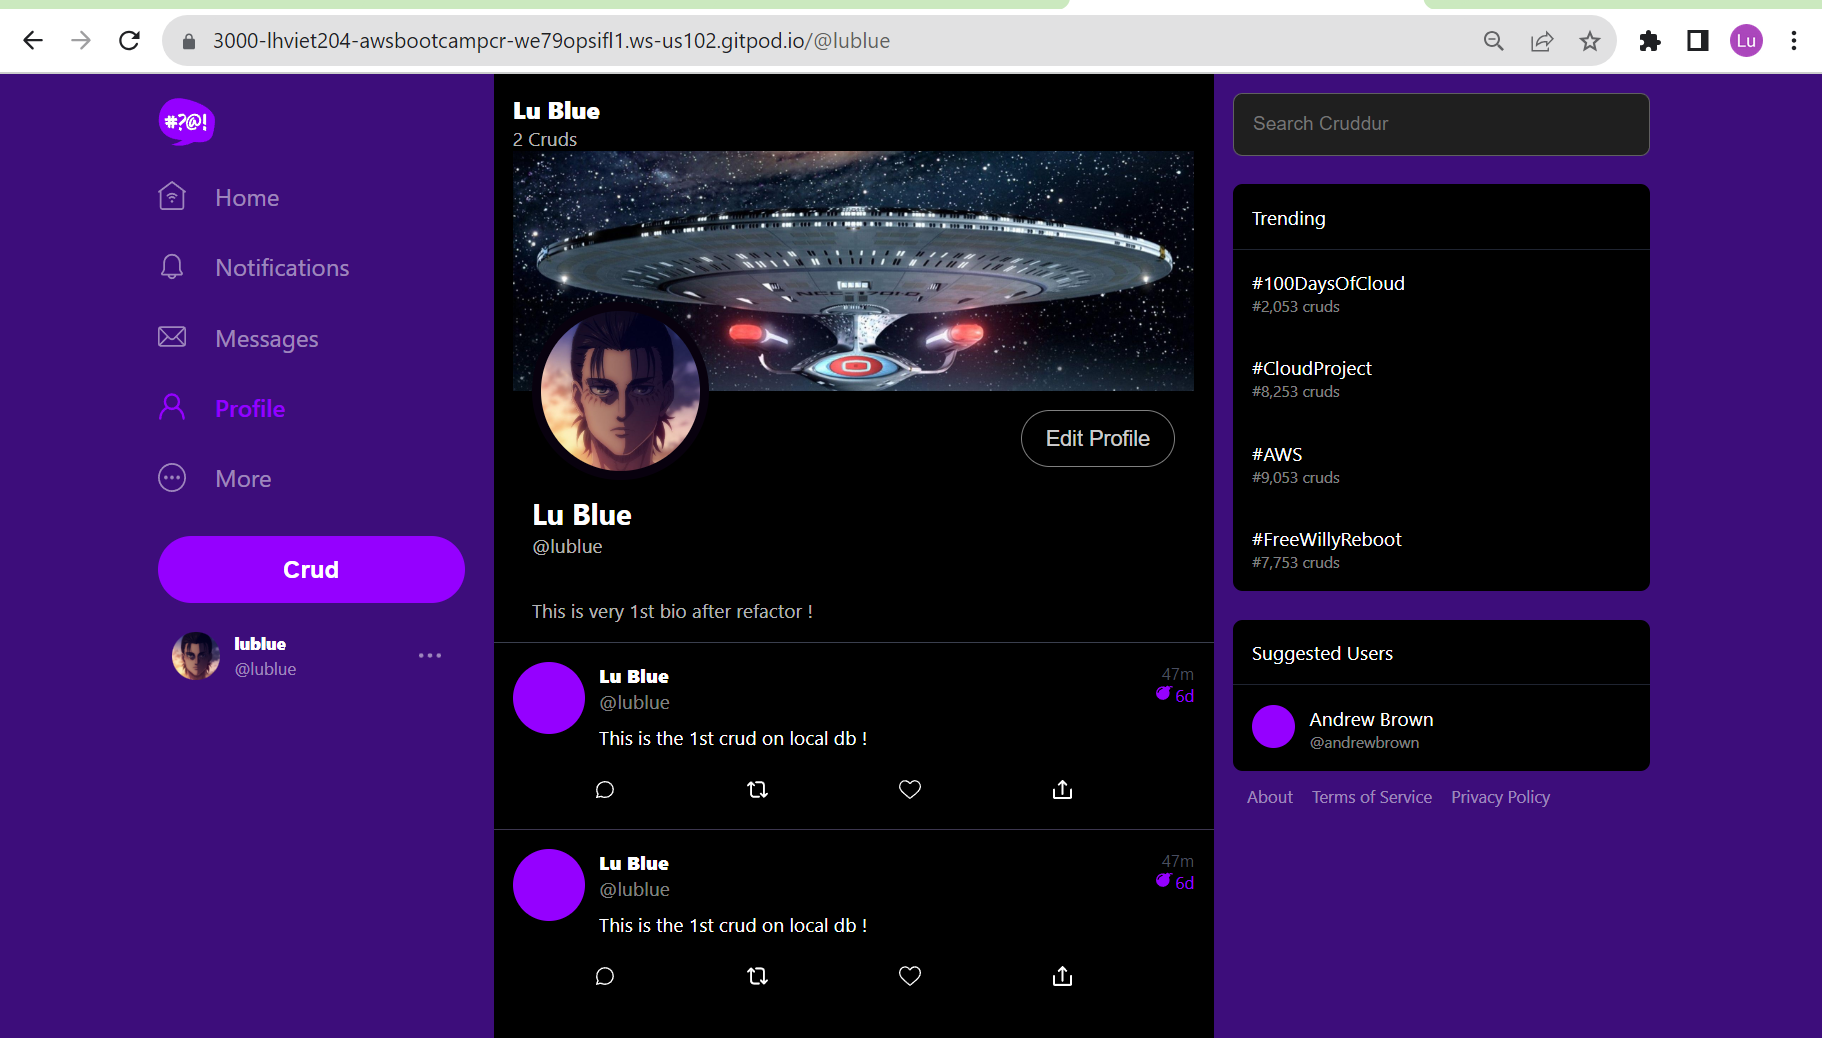 3000-lhviet204-awsbootcampcr-we79opsifl1.ws-us102.gitpod.io/@lublue
Lu
#?@!
Home
Notifications
Messages
Profile
More
Crud
lublue
@lublue
Lu Blue
2 Cruds
NCC-1701-D
Edit Profile
Lu Blue
@lublue
This is very 1st bio after refactor !
Lu Blue
47m
@lublue
6d
This is the 1st crud on local db !
Lu Blue
47m
@lublue
6d
This is the 1st crud on local db !
Search Cruddur
Trending
#100DaysOfCloud
#2,053 cruds
#CloudProject
#8,253 cruds
#AWS
#9,053 cruds
#FreeWillyReboot
#7,753 cruds
Suggested Users
Andrew Brown
@andrewbrown
About Terms of Service Privacy Policy